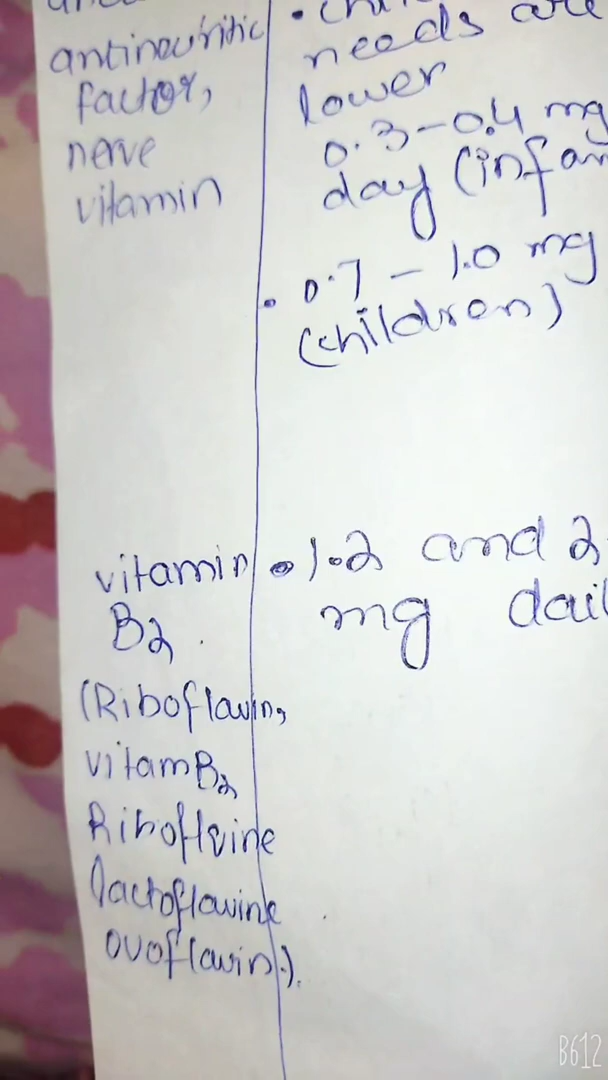 antineuritic
factor,
nerve
vitamin
needs are
lower
0.3-0.4 mg
day (infan
• 0.7 - 1.0 mg
(children)
vitamin
B2.
(Riboflavin,
vitamB2
Riboflvine
lactoflavine
ovoflavin.).
• 1.2 and 2
mg dail
B612